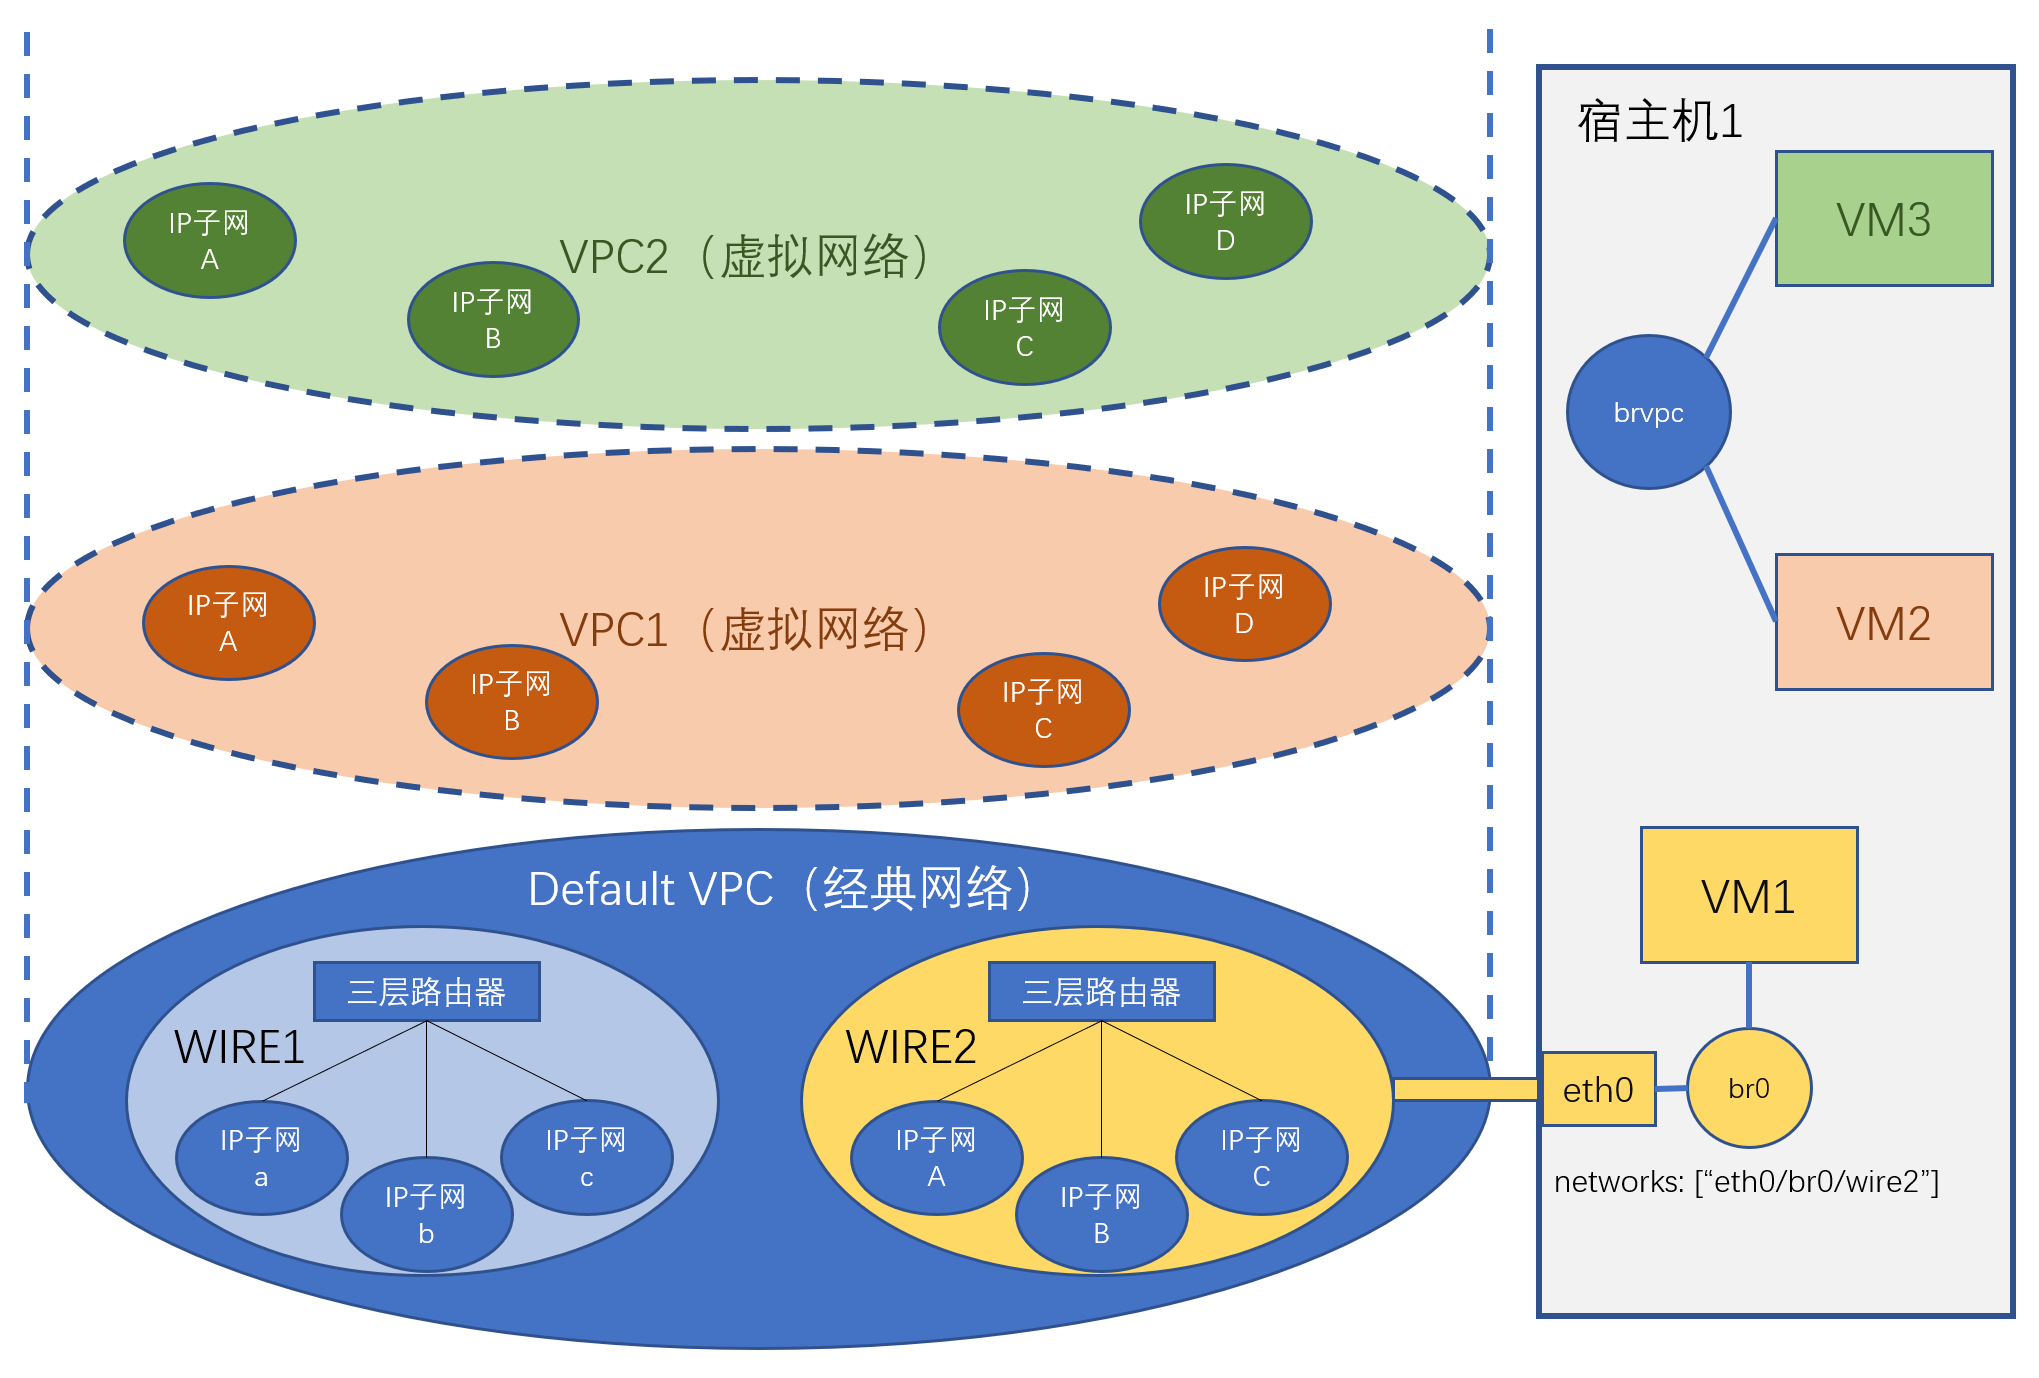 VPC2（虚拟网络）
IP子网
A
IP子网
B
IP子网
C
IP子网
D
VPC1（虚拟网络）
IP子网
A
IP子网
B
IP子网
C
IP子网
D
Default VPC（经典网络）
WIRE1
三层路由器
IP子网
a
IP子网
b
IP子网
c
WIRE2
三层路由器
IP子网
A
IP子网
B
IP子网
C
宿主机1
VM3
brvpc
VM2
VM1
eth0
br0
networks: [“eth0/br0/wire2”]